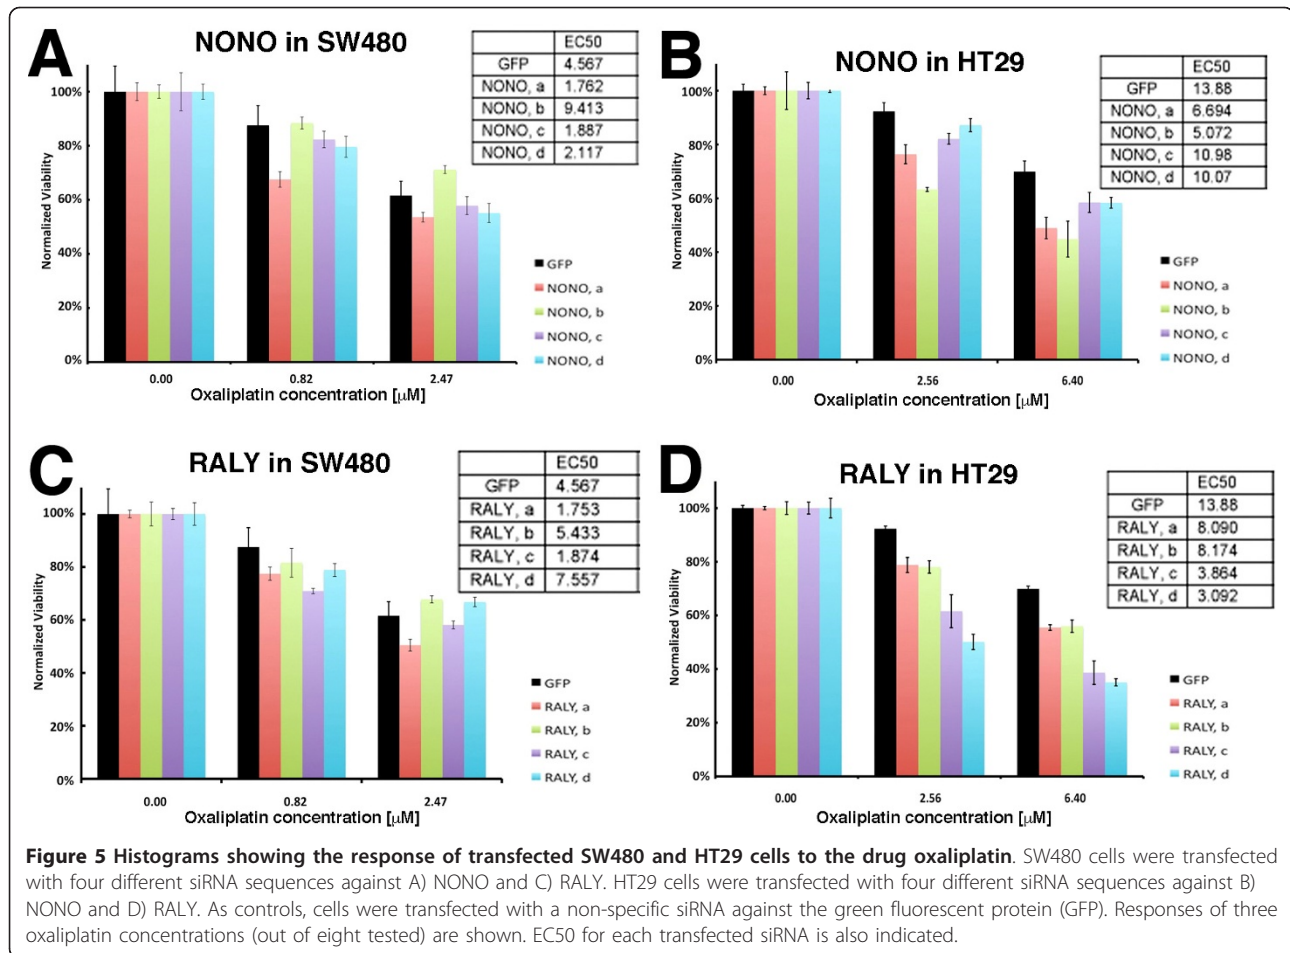 A
NONO in SW480
EC50
GFP 4.567
NONO, a 1.762
NONO, b 9.413
NONO, c 1.887
NONO, d 2.117
Normalized Viability
100%
80%
60%
40%
20%
0%
0.00 0.82 2.47
Oxaliplatin concentration [µM]
GFP
NONO, a
NONO, b
NONO, c
NONO, d
B
NONO in HT29
EC50
GFP 13.88
NONO, a 6.694
NONO, b 5.072
NONO, c 10.98
NONO, d 10.07
Normalized Viability
100%
80%
60%
40%
20%
0%
0.00 2.56 6.40
Oxaliplatin concentration [µM]
GFP
NONO, a
NONO, b
NONO, c
NONO, d
C
RALY in SW480
EC50
GFP 4.567
RALY, a 1.753
RALY, b 5.433
RALY, c 1.874
RALY, d 7.557
Normalized Viability
100%
80%
60%
40%
20%
0%
0.00 0.82 2.47
Oxaliplatin concentration [µM]
GFP
RALY, a
RALY, b
RALY, c
RALY, d
D
RALY in HT29
EC50
GFP 13.88
RALY, a 8.090
RALY, b 8.174
RALY, c 3.864
RALY, d 3.092
Normalized Viability
100%
80%
60%
40%
20%
0%
0.00 2.56 6.40
Oxaliplatin concentration [µM]
GFP
RALY, a
RALY, b
RALY, c
RALY, d
Figure 5 Histograms showing the response of transfected SW480 and HT29 cells to the drug oxaliplatin. SW480 cells were transfected
with four different siRNA sequences against A) NONO and C) RALY. HT29 cells were transfected with four different siRNA sequences against B)
NONO and D) RALY. As controls, cells were transfected with a non-specific siRNA against the green fluorescent protein (GFP). Responses of three
oxaliplatin concentrations (out of eight tested) are shown. EC50 for each transfected siRNA is also indicated.